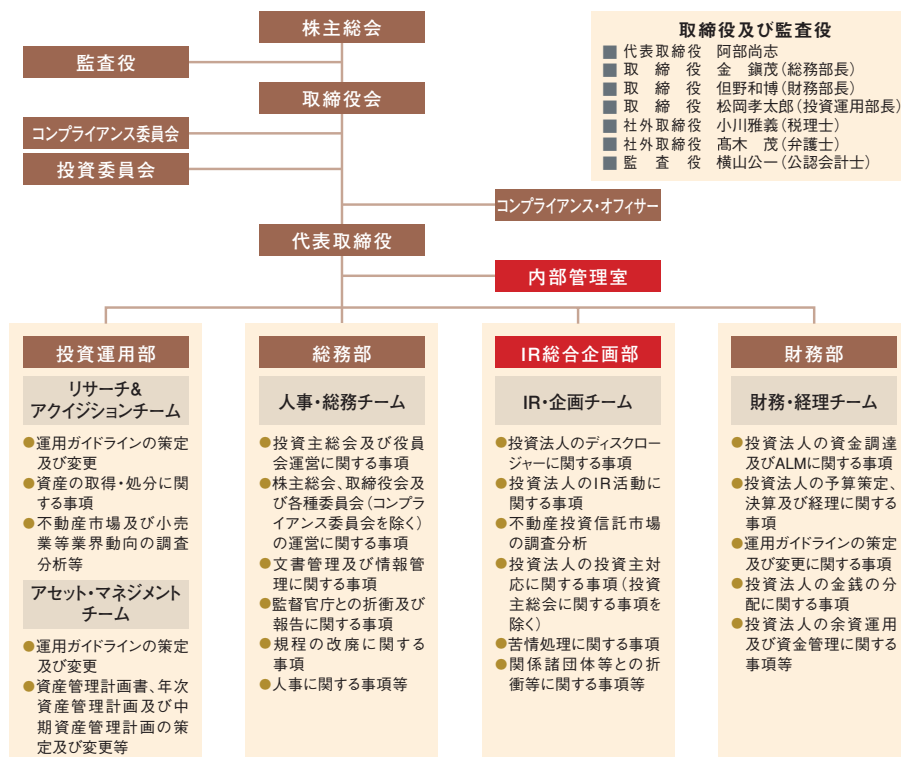 株主総会
監査役
取締役会
コンプライアンス委員会
投資委員会
コンプライアンス・オフィサー
代表取締役
内部管理室
取締役及び監査役
■代表取締役 阿部尚志
■取締役 金 鎭茂(総務部長)
■取締役 但野和博(財務部長)
■取締役 松岡孝太郎(投資運用部長)
■社外取締役 小川雅義(税理士)
■社外取締役 髙木 茂(弁護士)
■監査役 横山公一(公認会計士)
投資運用部
リサーチ&
アクイジションチーム
●運用ガイドラインの策定
及び変更
●資産の取得・処分に関
する事項
●不動産市場及び小売
業等業界動向の調査
分析等
アセット・マネジメント
チーム
●運用ガイドラインの策定
及び変更
●資産管理計画書、年次
資産管理計画及び中
期資産管理計画の策
定及び変更等
総務部
人事・総務チーム
●投資主総会及び役員
会運営に関する事項
●株主総会、取締役会及
び各種委員会(コンプラ
イアンス委員会を除く)
の運営に関する事項
●文書管理及び情報管
理に関する事項
●監督官庁との折衝及び
報告に関する事項
●規程の改廃に関する
事項
●人事に関する事項等
IR総合企画部
IR・企画チーム
●投資法人のディスクロー
ジャーに関する事項
●投資法人のIR活動に
関する事項
●不動産投資信託市場
の調査分析
●投資法人の投資主対
応に関する事項(投資
主総会に関する事項を
除く)
●苦情処理に関する事項
●関係諸団体等との折
衝等に関する事項等
財務部
財務・経理チーム
●投資法人の資金調達
及びALMに関する事項
●投資法人の予算策定、
決算及び経理に関する
事項
●運用ガイドラインの策定
及び変更に関する事項
●投資法人の金銭の分
配に関する事項
●投資法人の余資運用
及び資金管理に関する
事項等